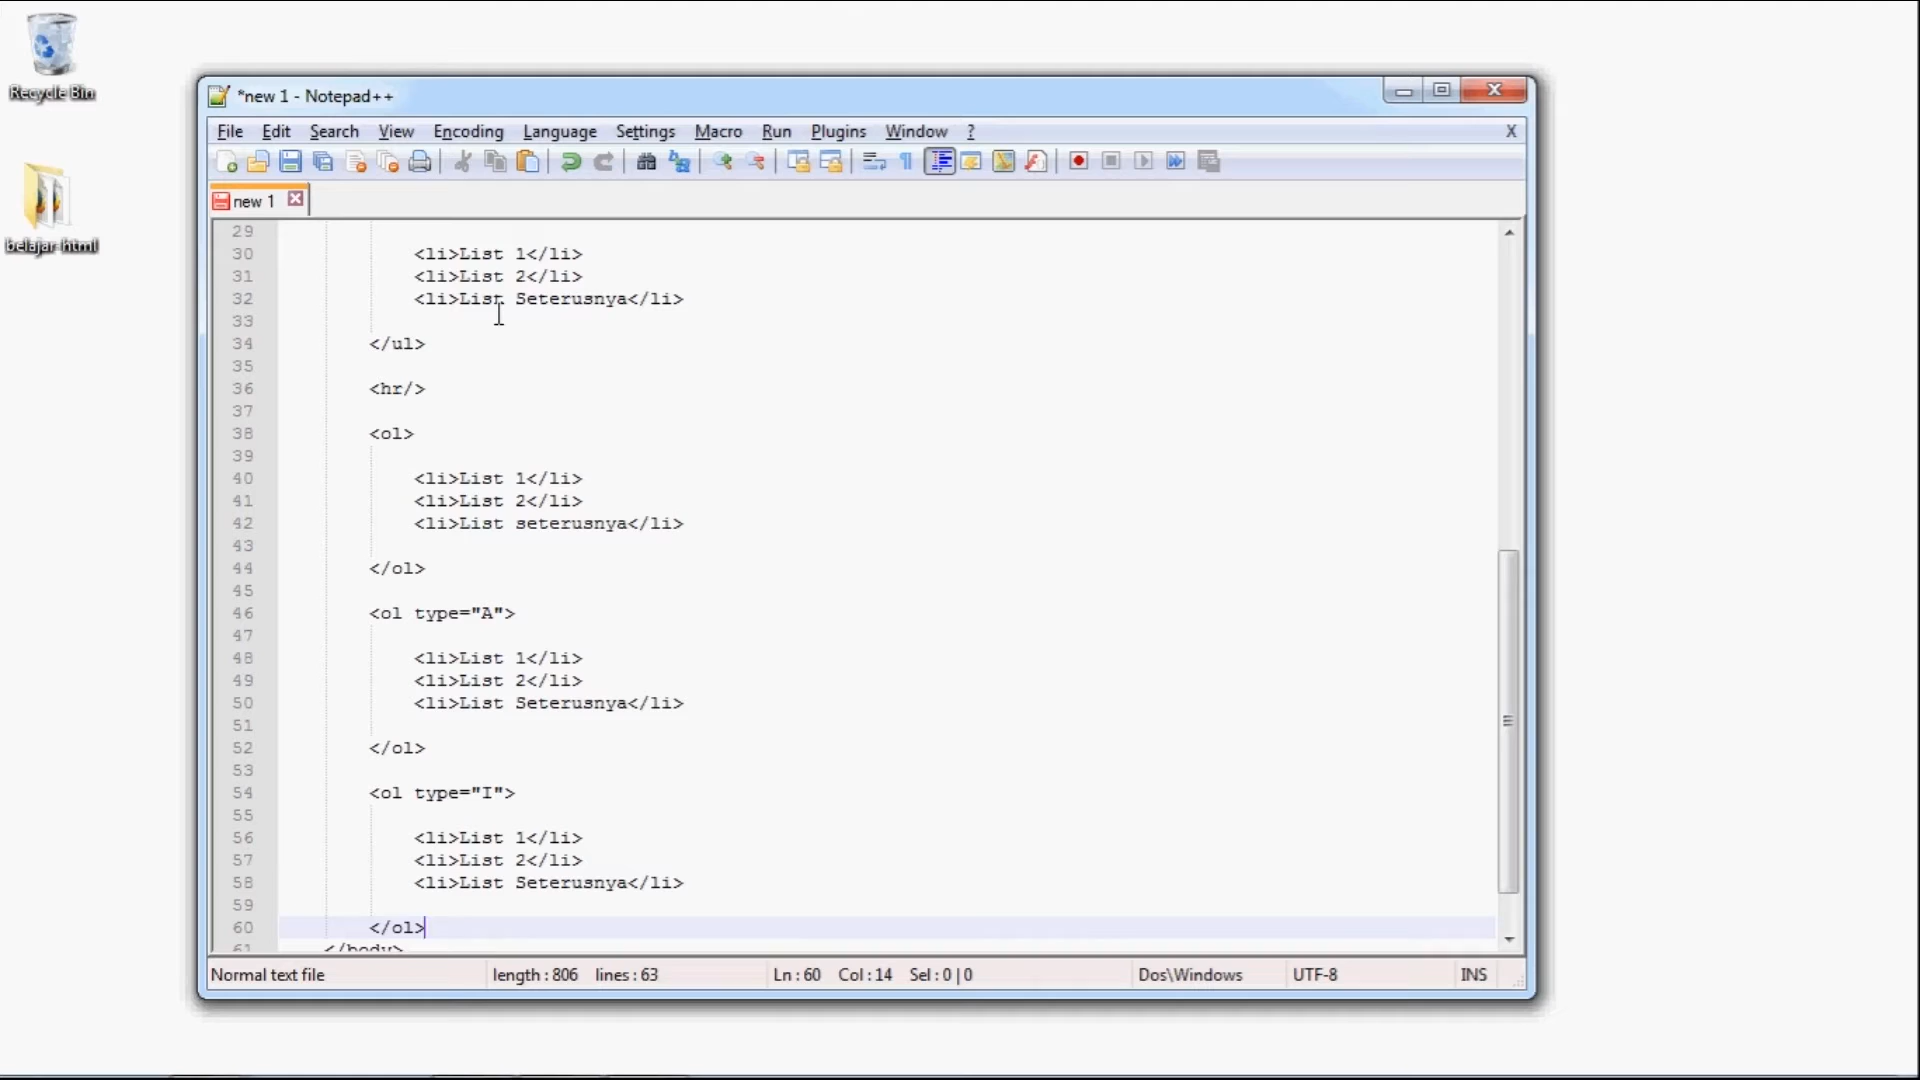 Recycle Bin
belajar-html
*new 1 - Notepad++
File Edit Search View Encoding Language Settings Macro Run Plugins Window ? X
new 1
29
30 <li>List 1</li>
31 <li>List 2</li>
32 <li>List Seterusnya</li>
33
34 </ul>
35
36 <hr/>
37
38 <ol>
39
40 <li>List 1</li>
41 <li>List 2</li>
42 <li>List seterusnya</li>
43
44 </ol>
45
46 <ol type="A">
47
48 <li>List 1</li>
49 <li>List 2</li>
50 <li>List Seterusnya</li>
51
52 </ol>
53
54 <ol type="I">
55
56 <li>List 1</li>
57 <li>List 2</li>
58 <li>List Seterusnya</li>
59
60 </ol>
61 </body>
Normal text file length : 806 lines : 63 Ln : 60 Col : 14 Sel : 0 | 0 Dos\Windows UTF-8 INS